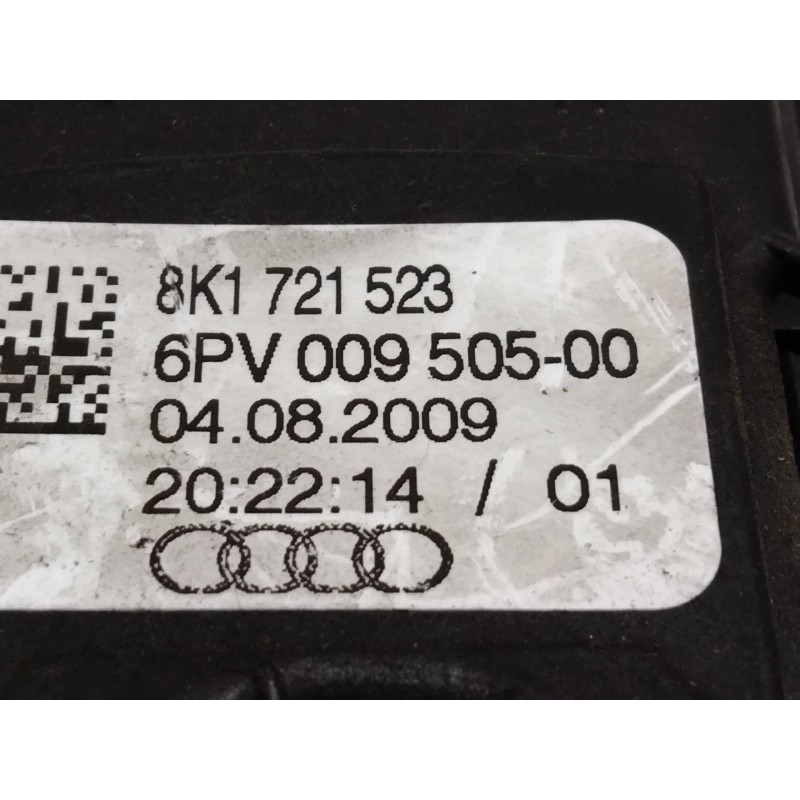 8K1 721 523
6PV 009 505-00
04.08.2009
20:22:14 / 01